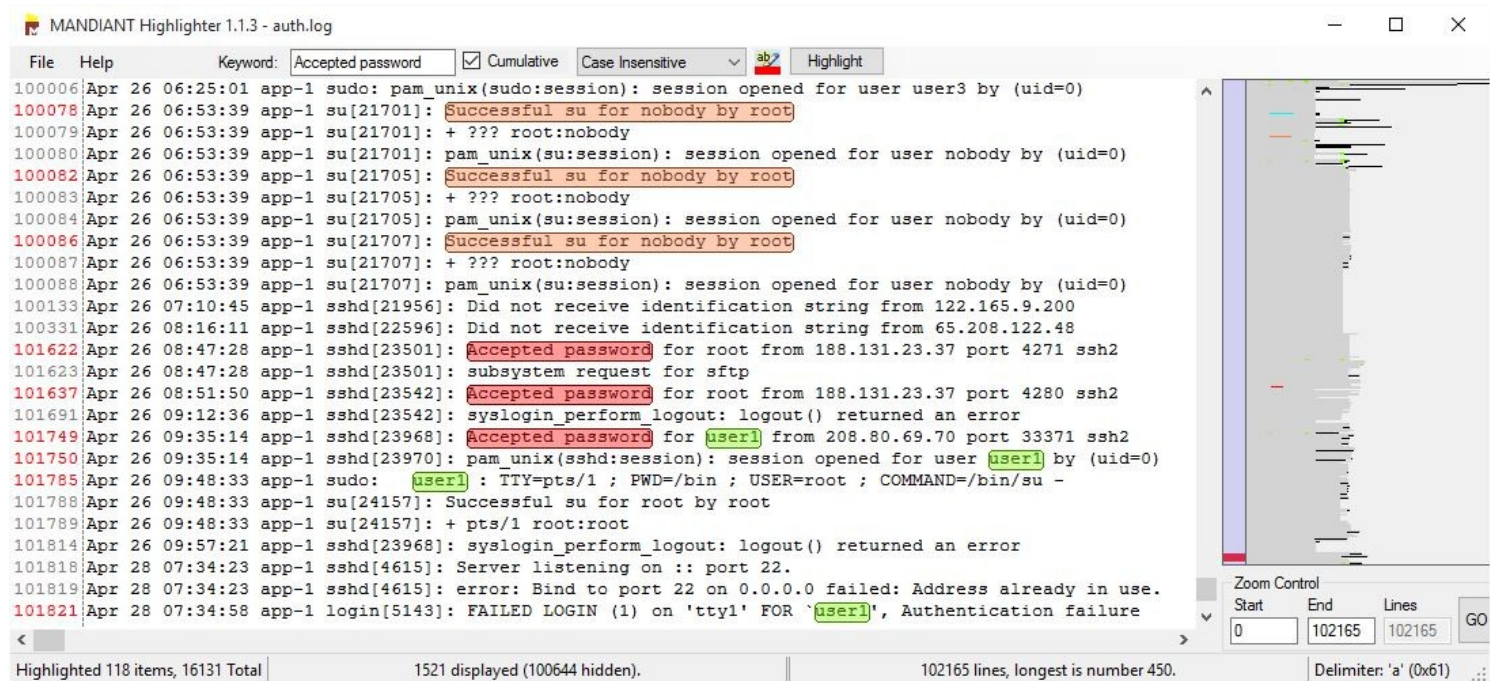 MANDIANT Highlighter 1.1.3 - auth.log
File Help Keyword: Accepted password Cumulative Case Insensitive ab Highlight
100006 Apr 26 06:25:01 app-1 sudo: pam_unix(sudo:session): session opened for user user3 by (uid=0)
100078 Apr 26 06:53:39 app-1 su[21701]: Successful su for nobody by root
100079 Apr 26 06:53:39 app-1 su[21701]: + ??? root:nobody
100080 Apr 26 06:53:39 app-1 su[21701]: pam_unix(su:session): session opened for user nobody by (uid=0)
100082 Apr 26 06:53:39 app-1 su[21705]: Successful su for nobody by root
100083 Apr 26 06:53:39 app-1 su[21705]: + ??? root:nobody
100084 Apr 26 06:53:39 app-1 su[21705]: pam_unix(su:session): session opened for user nobody by (uid=0)
100086 Apr 26 06:53:39 app-1 su[21707]: Successful su for nobody by root
100087 Apr 26 06:53:39 app-1 su[21707]: + ??? root:nobody
100088 Apr 26 06:53:39 app-1 su[21707]: pam_unix(su:session): session opened for user nobody by (uid=0)
100133 Apr 26 07:10:45 app-1 sshd[21956]: Did not receive identification string from 122.165.9.200
100331 Apr 26 08:16:11 app-1 sshd[22596]: Did not receive identification string from 65.208.122.48
101622 Apr 26 08:47:28 app-1 sshd[23501]: Accepted password for root from 188.131.23.37 port 4271 ssh2
101623 Apr 26 08:47:28 app-1 sshd[23501]: subsystem request for sftp
101637 Apr 26 08:51:50 app-1 sshd[23542]: Accepted password for root from 188.131.23.37 port 4280 ssh2
101691 Apr 26 09:12:36 app-1 sshd[23542]: syslogin_perform_logout: logout() returned an error
101749 Apr 26 09:35:14 app-1 sshd[23968]: Accepted password for user1 from 208.80.69.70 port 33371 ssh2
101750 Apr 26 09:35:14 app-1 sshd[23970]: pam_unix(sshd:session): session opened for user user1 by (uid=0)
101785 Apr 26 09:48:33 app-1 sudo: user1 : TTY=pts/1 ; PWD=/bin ; USER=root ; COMMAND=/bin/su -
101788 Apr 26 09:48:33 app-1 su[24157]: Successful su for root by root
101789 Apr 26 09:48:33 app-1 su[24157]: + pts/1 root:root
101814 Apr 26 09:57:21 app-1 sshd[23968]: syslogin_perform_logout: logout() returned an error
101818 Apr 28 07:34:23 app-1 sshd[4615]: Server listening on :: port 22.
101819 Apr 28 07:34:23 app-1 sshd[4615]: error: Bind to port 22 on 0.0.0.0 failed: Address already in use.
101821 Apr 28 07:34:58 app-1 login[5143]: FAILED LOGIN (1) on 'tty1' FOR `user1', Authentication failure
Zoom Control
Start End Lines
0 102165 102165 GO
Highlighted 118 items, 16131 Total 1521 displayed (100644 hidden). 102165 lines, longest is number 450. Delimiter: 'a' (0x61)